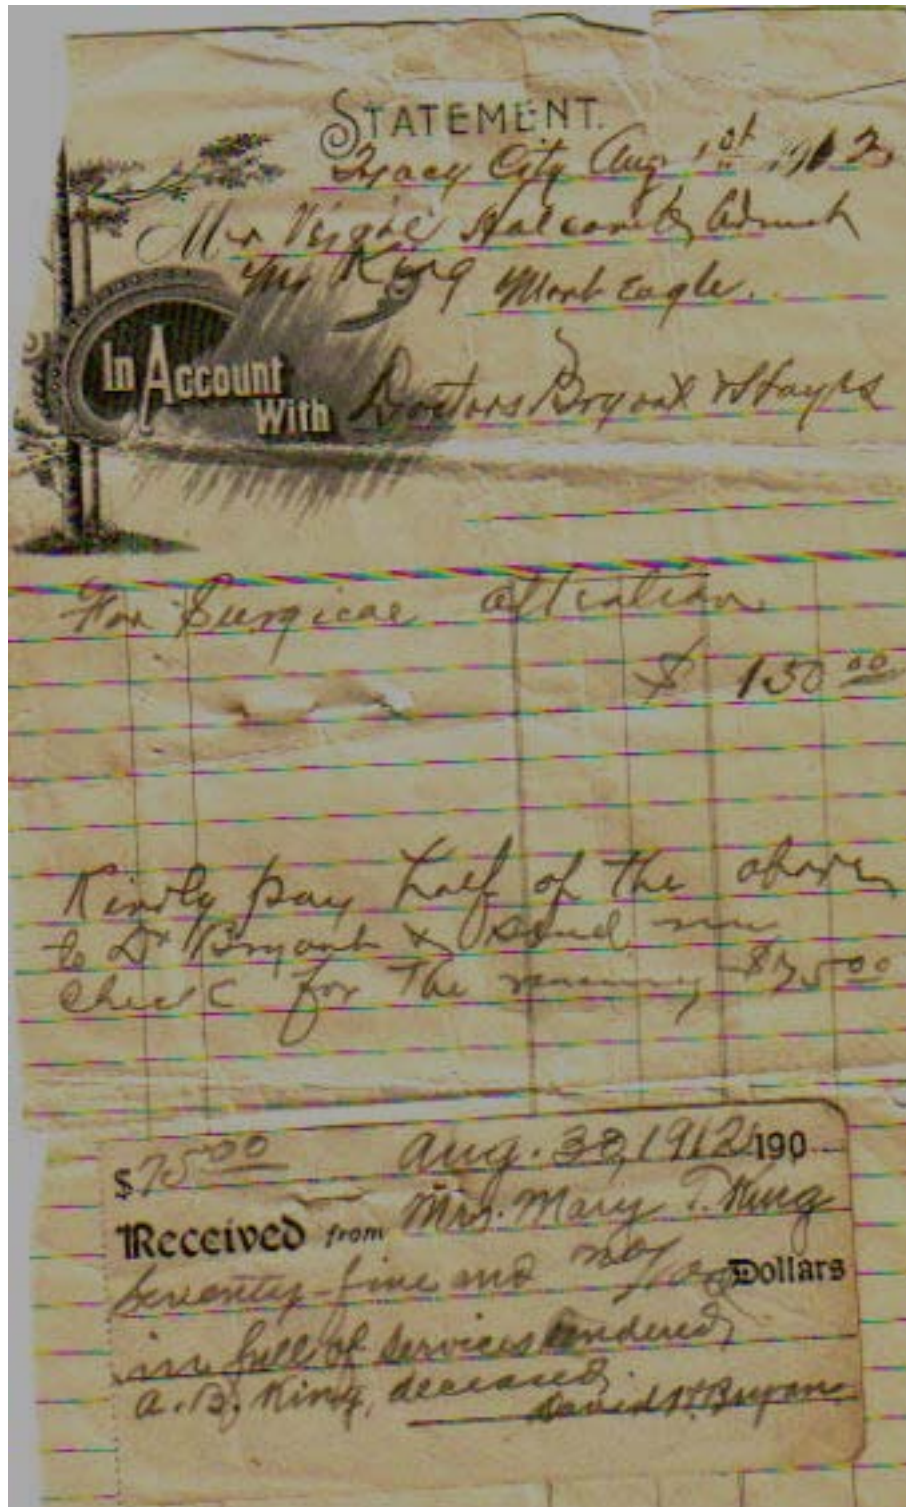 STATEMENT.
Tracy City Aug 1st 1912
Mr Virgie Halcomb, Admr
Mr King Mont Eagle.
In Account
With Doctors Bryant & Hayes
For Surgical attention
$ 150 00
Kindly pay half of the above
to Dr Bryant & send me
check for the remaining $75 00
$75 00 Aug. 30, 1912 190
Received from Mrs. Mary T. King
Seventy-five and no/100 Dollars
in full of services rendered
A. B. King, deceased
David H. Bryant